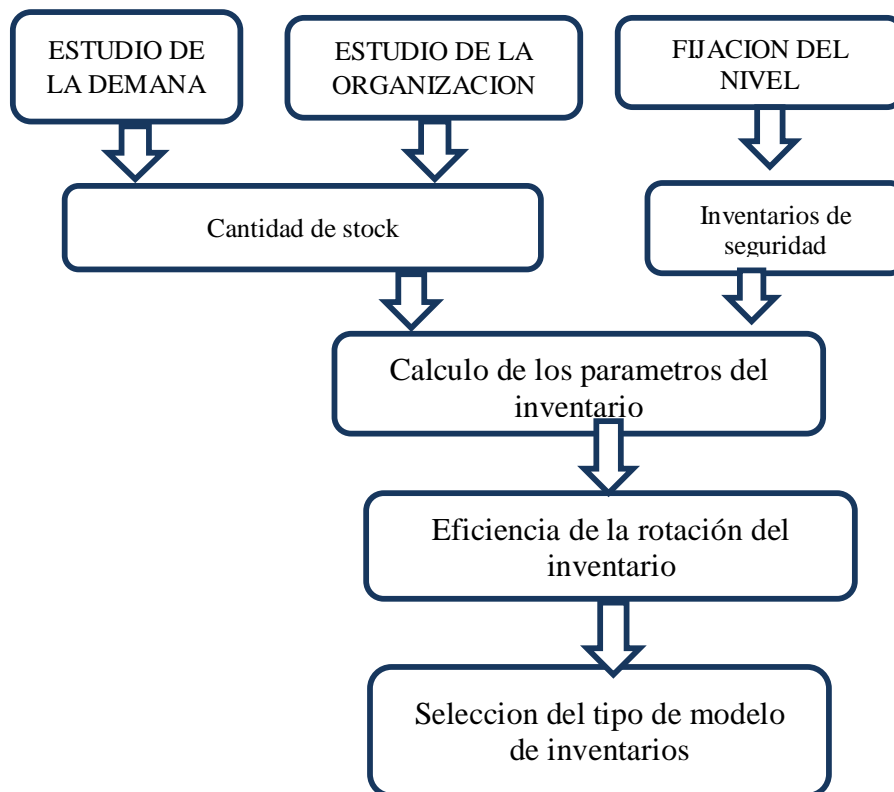 ESTUDIO DE
LA DEMANA
ESTUDIO DE LA
ORGANIZACION
FIJACION DEL
NIVEL
Cantidad de stock
Inventarios de
seguridad
Calculo de los parametros del
inventario
Eficiencia de la rotación del
inventario
Seleccion del tipo de modelo
de inventarios